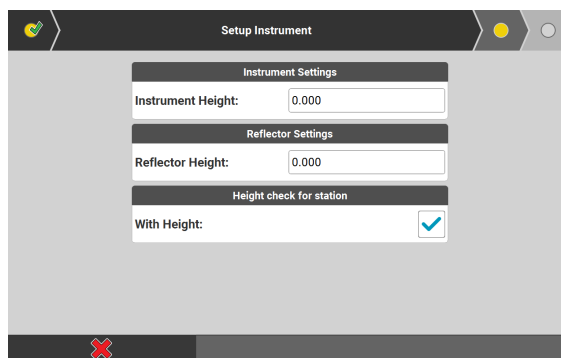 Setup Instrument
Instrument Settings
Instrument Height: 0.000
Reflector Settings
Reflector Height: 0.000
Height check for station
With Height: